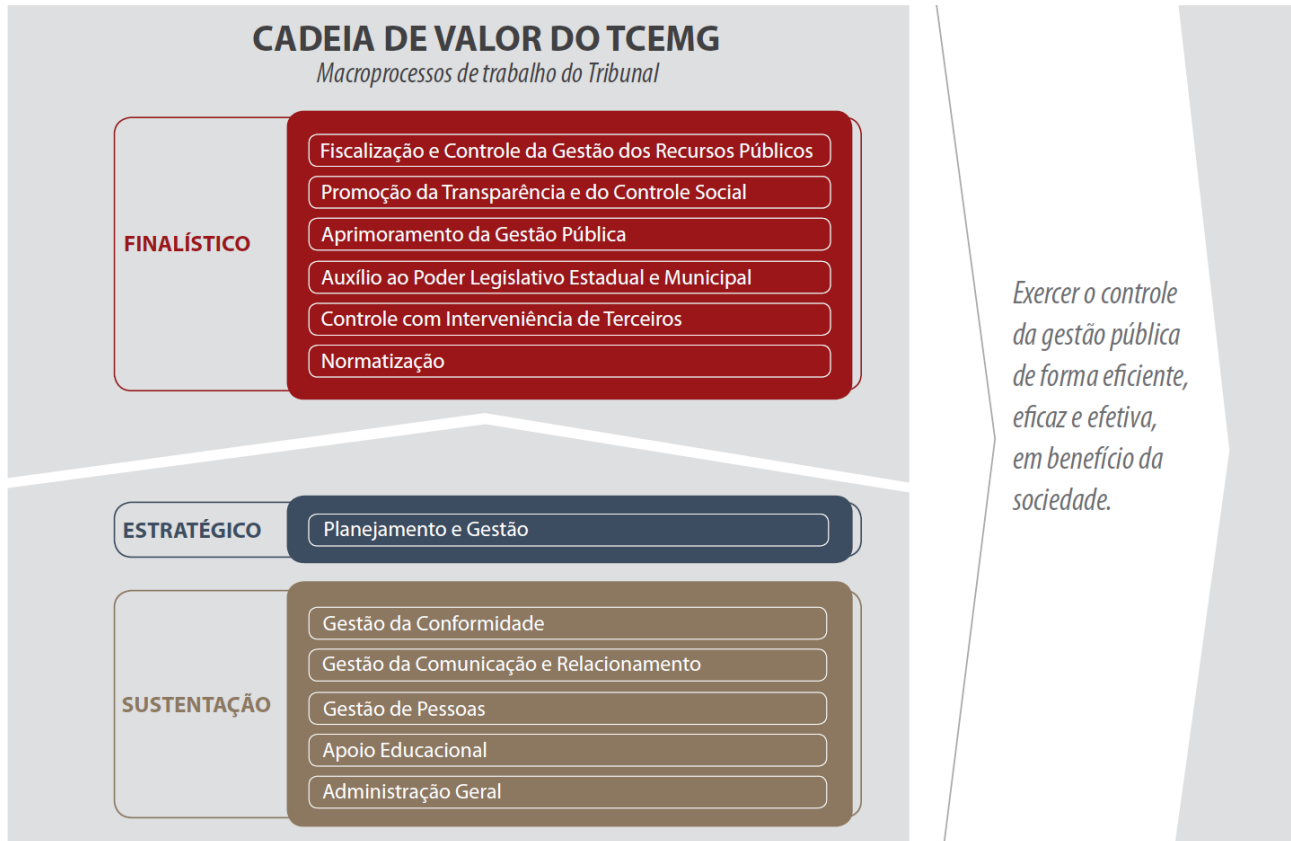 CADEIA DE VALOR DO TCEMG
Macroprocessos de trabalho do Tribunal
FINALÍSTICO
Fiscalização e Controle da Gestão dos Recursos Públicos
Promoção da Transparência e do Controle Social
Aprimoramento da Gestão Pública
Auxílio ao Poder Legislativo Estadual e Municipal
Controle com Interveniência de Terceiros
Normatização
ESTRATÉGICO
Planejamento e Gestão
SUSTENTAÇÃO
Gestão da Conformidade
Gestão da Comunicação e Relacionamento
Gestão de Pessoas
Apoio Educacional
Administração Geral
Exercer o controle
da gestão pública
de forma eficiente,
eficaz e efetiva,
em benefício da
sociedade.